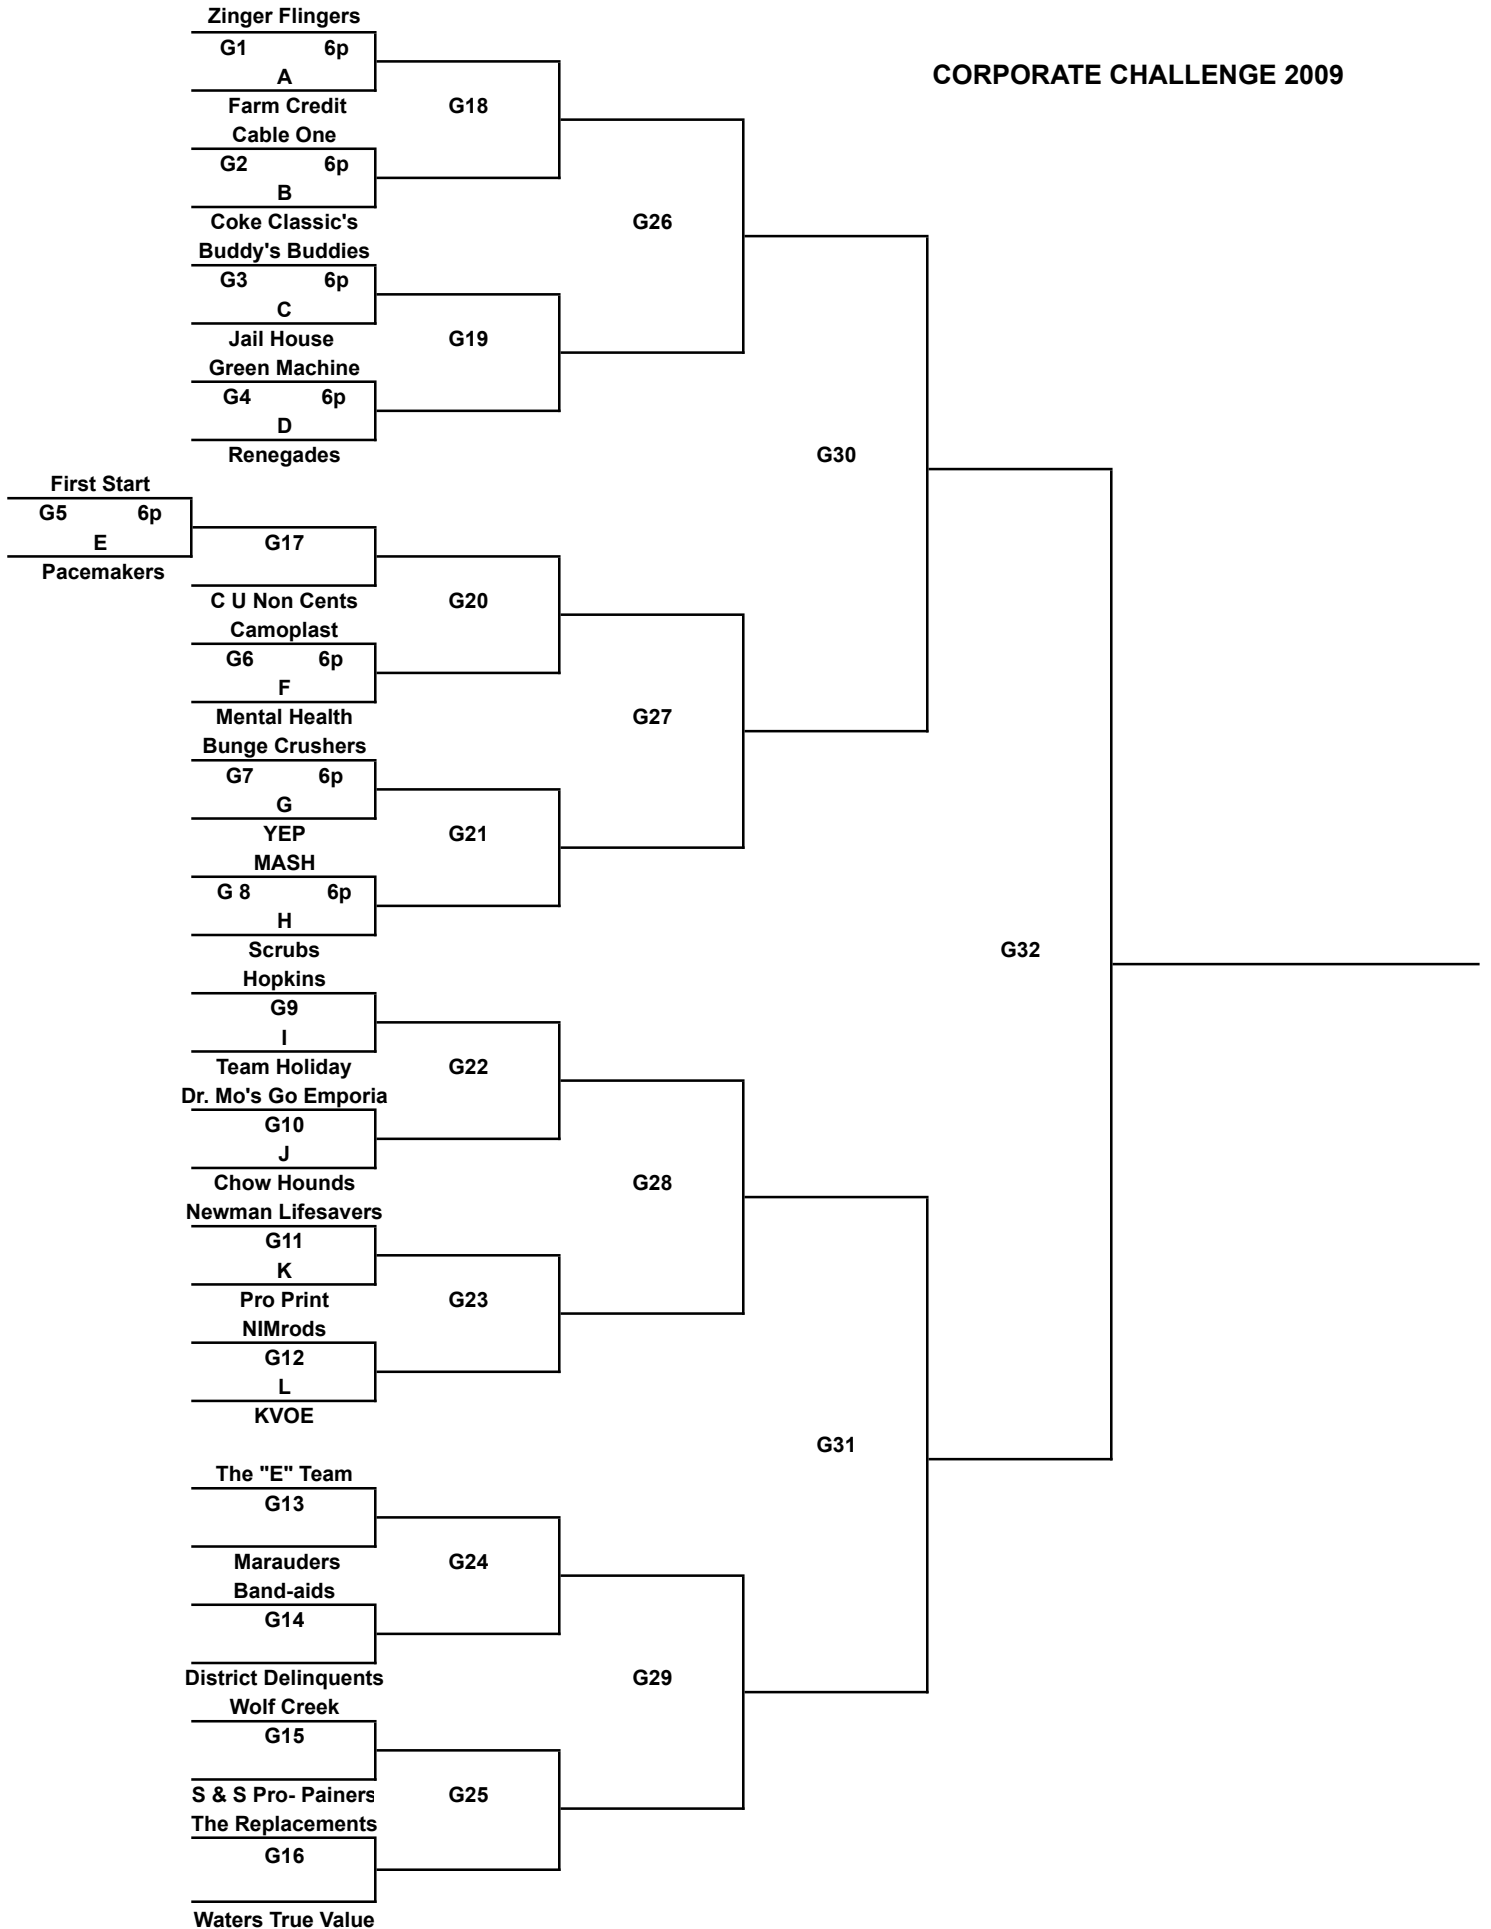 Zinger Flingers
G1 6p
CORPORATE CHALLENGE 2009
A
Farm Credit
G18
Cable One
G2 6p
B
Coke Classic's
G26
Buddy's Buddies
G3 6p
C
Jail House
G19
Green Machine
G4 6p
D
Renegades
G30
First Start
G5 6p
E
G17
Pacemakers
C U Non Cents
G20
Camoplast
G6 6p
F
Mental Health
G27
Bunge Crushers
G7 6p
G
YEP
G21
MASH
G 8 6p
H
Scrubs
G32
Hopkins
G9
I
Team Holiday
G22
Dr. Mo's Go Emporia
G10
J
Chow Hounds
G28
Newman Lifesavers
G11
K
Pro Print
G23
NIMrods
G12
L
KVOE
G31
The "E" Team
G13
Marauders
G24
Band-aids
G14
District Delinquents
G29
Wolf Creek
G15
S & S Pro- Painers
G25
The Replacements
G16
Waters True Value